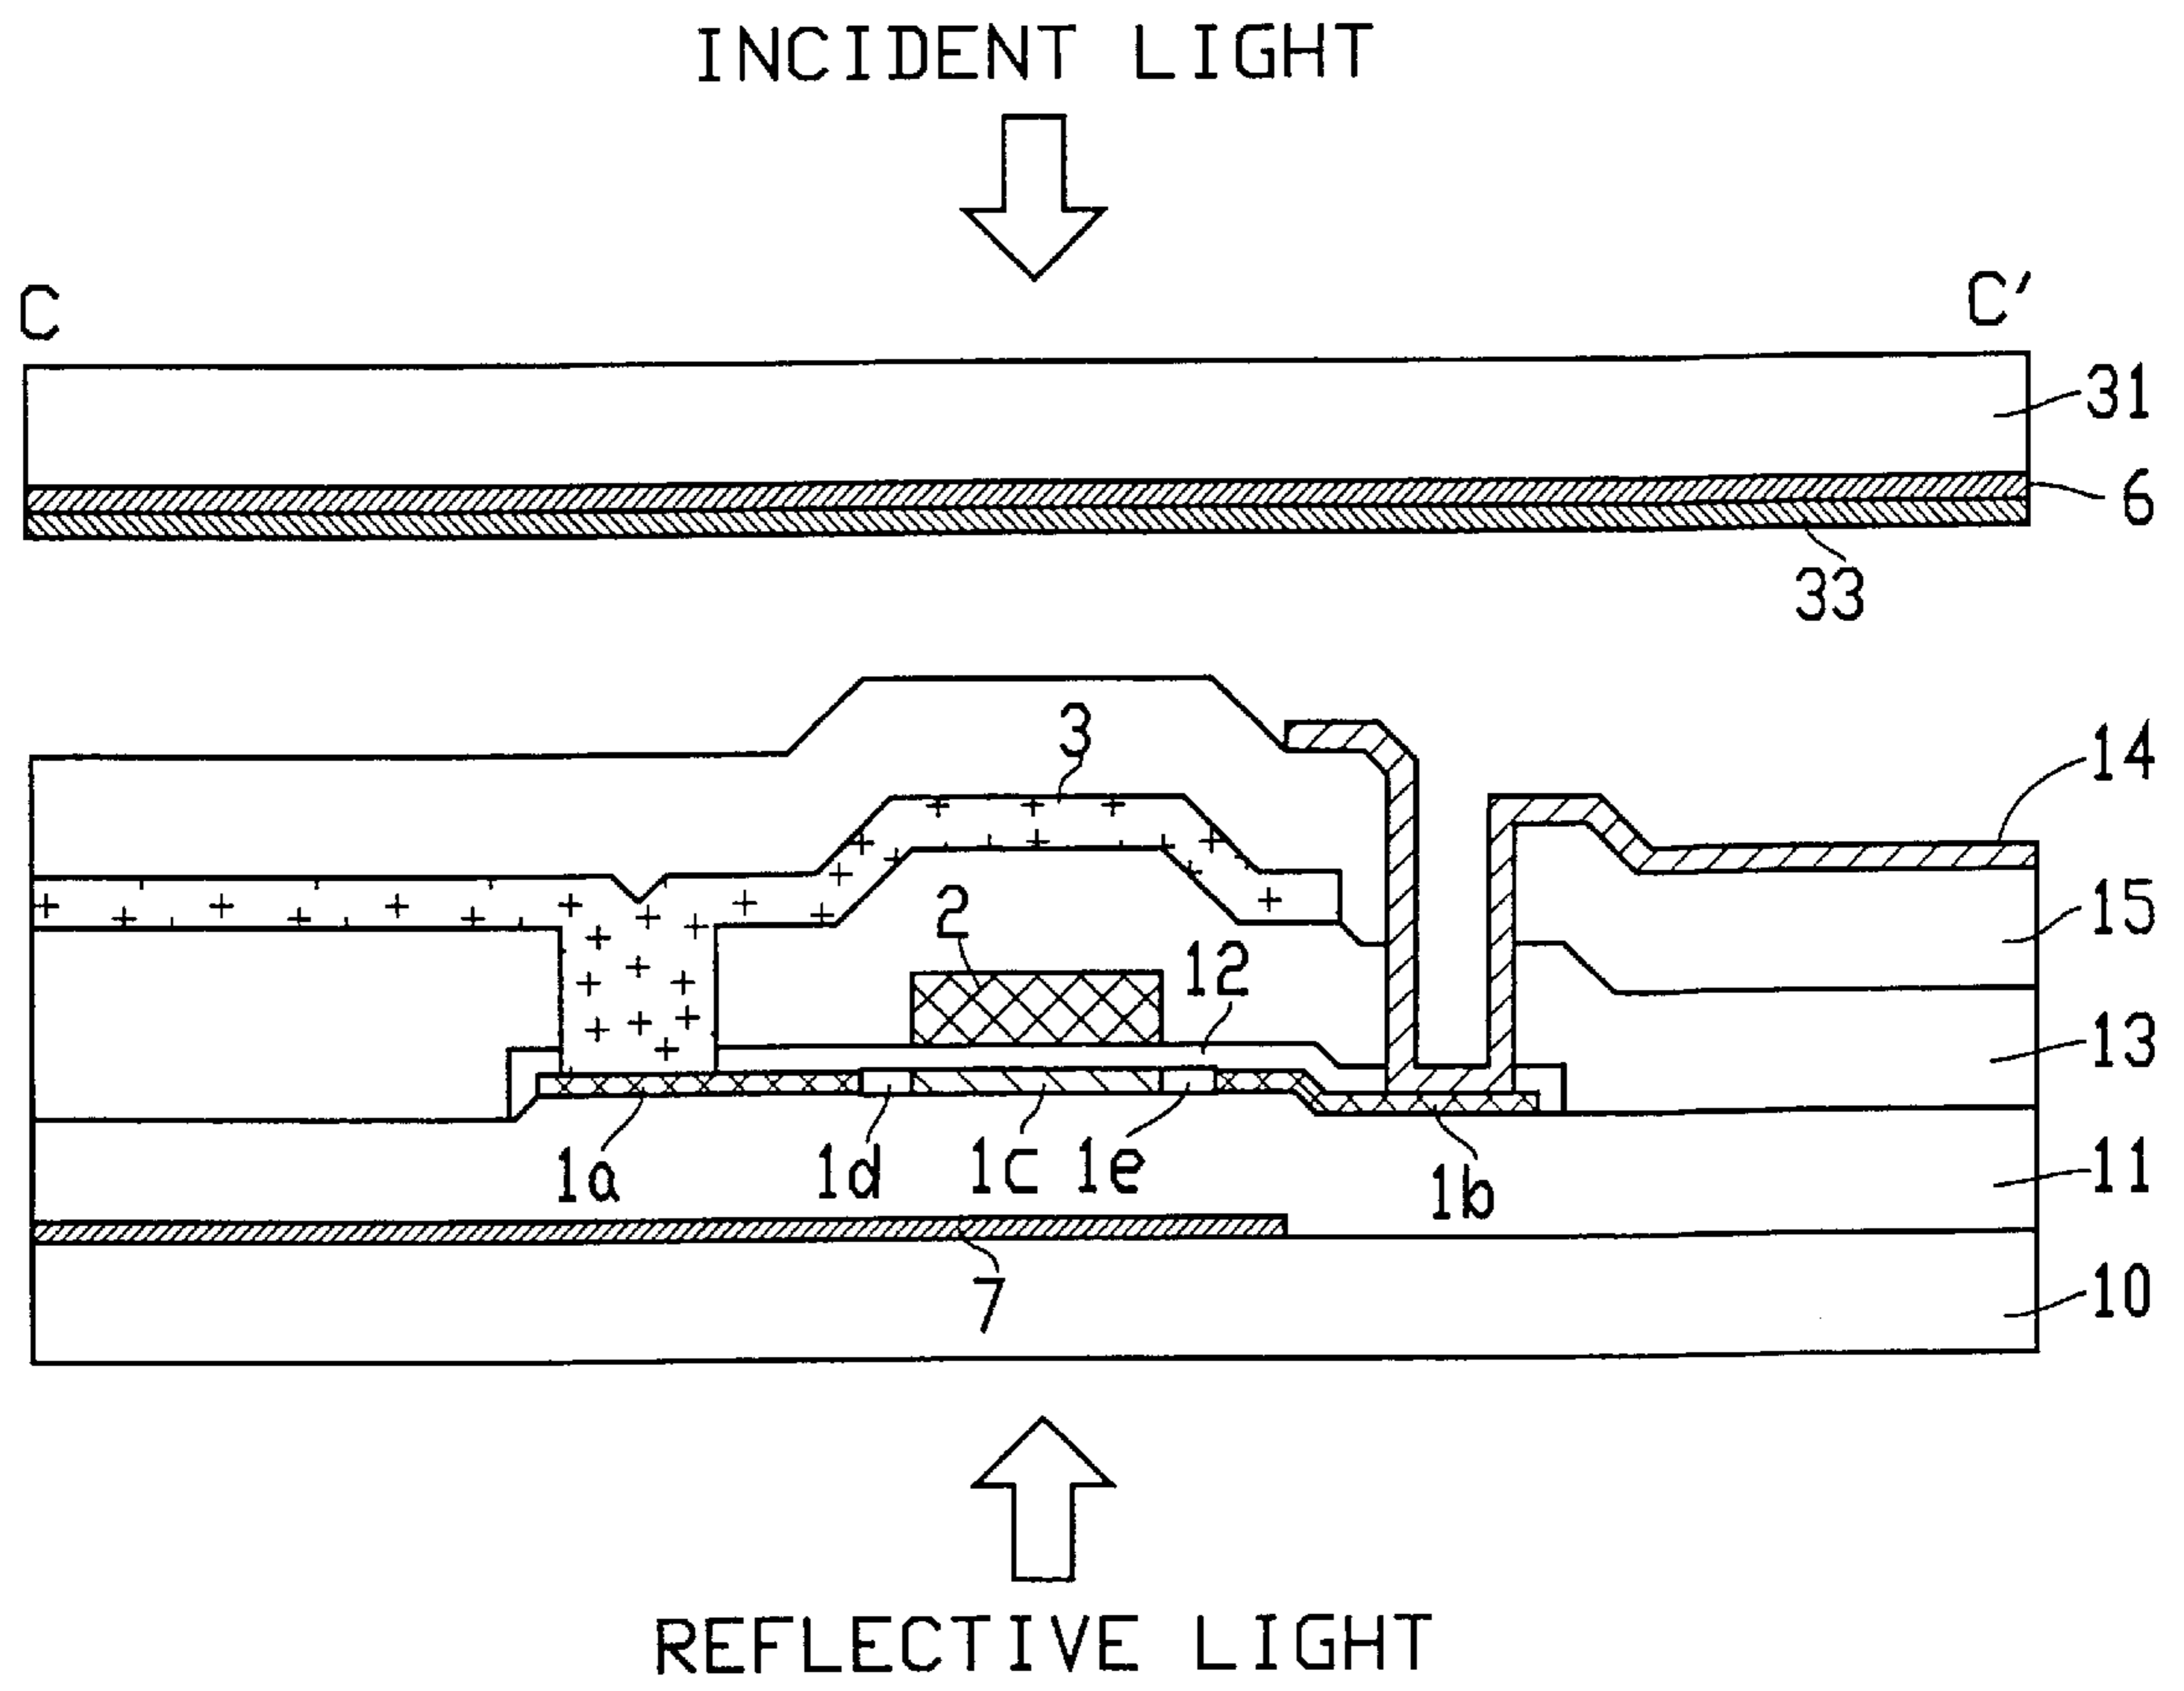 INCIDENT LIGHT
C
C'
31
6
33
3
14
2
12
15
13
1a
1d
1c
1e
1b
11
7
10
REFLECTIVE LIGHT